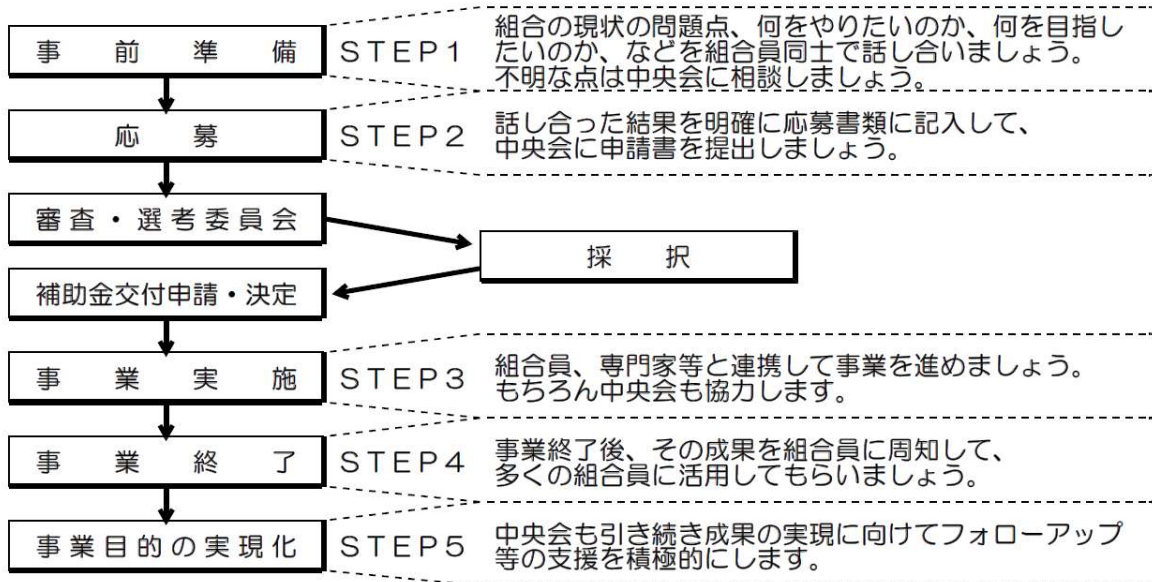 事前準備
STEP1
組合の現状の問題点、何をやりたいのか、何を目指し
たいのか、などを組合員同士で話し合いましょう。
不明な点は中央会に相談しましょう。
応募
STEP2
話し合った結果を明確に応募書類に記入して、
中央会に申請書を提出しましょう。
審査・選考委員会
採択
補助金交付申請・決定
事業実施
STEP3
組合員、専門家等と連携して事業を進めましょう。
もちろん中央会も協力します。
事業終了
STEP4
事業終了後、その成果を組合員に周知して、
多くの組合員に活用してもらいましょう。
事業目的の実現化
STEP5
中央会も引き続き成果の実現に向けてフォローアップ
等の支援を積極的にします。